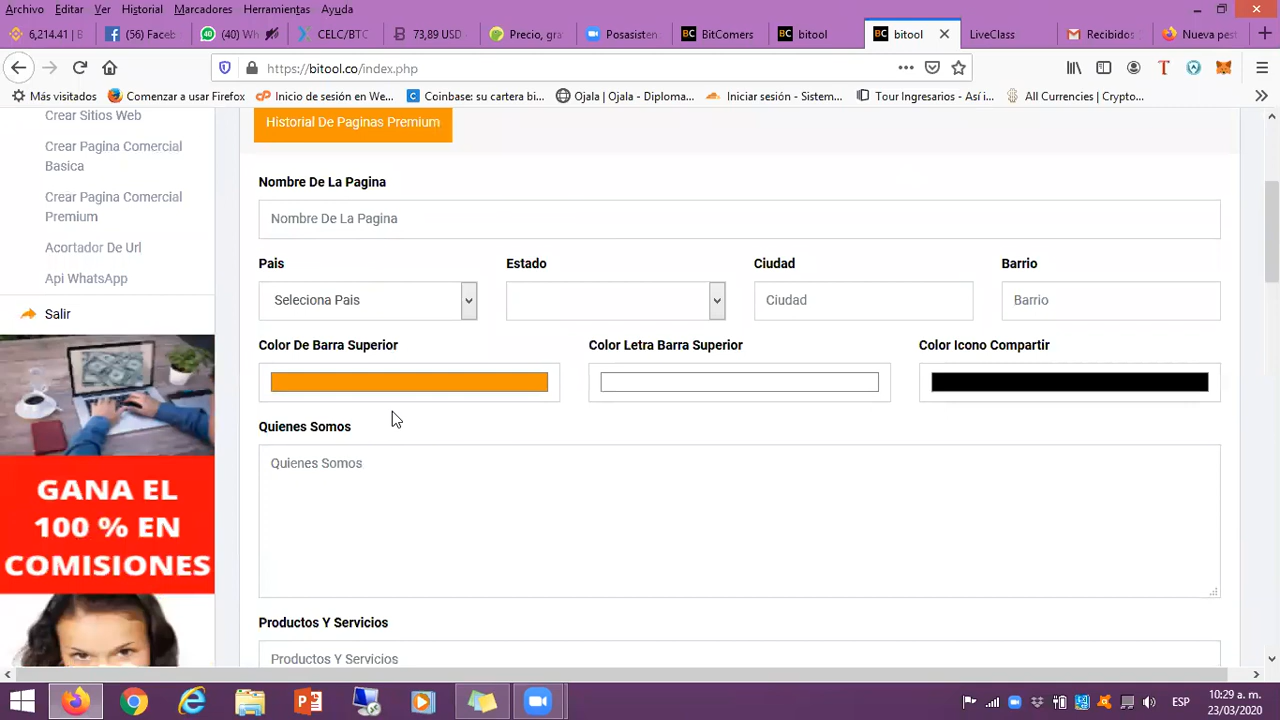 Archivo Editar Ver Historial Marcadores Herramientas Ayuda
6,214.41 | B
(56) Face
(40) Wh
CELC/BTC
73,89 USD
Precio, gra
Posasisten
BitComers
bitool
bitool
LiveClass
Recibidos
Nueva pest
https://bitool.co/index.php
Más visitados
Comenzar a usar Firefox
Inicio de sesión en We...
Coinbase: su cartera bi...
Ojala | Ojala - Diploma...
Iniciar sesión - Sistem...
Tour Ingresarios - Así i...
All Currencies | Crypto...
Crear Sitios Web
Crear Pagina Comercial
Basica
Crear Pagina Comercial
Premium
Acortador De Url
Api WhatsApp
Salir
GANA EL
100 % EN
COMISIONES
Historial De Paginas Premium
Nombre De La Pagina
Nombre De La Pagina
Pais Estado Ciudad Barrio
Seleciona Pais Ciudad Barrio
Color De Barra Superior Color Letra Barra Superior Color Icono Compartir
Quienes Somos
Quienes Somos
Productos Y Servicios
Productos Y Servicios
ESP
10:29 a. m.
23/03/2020